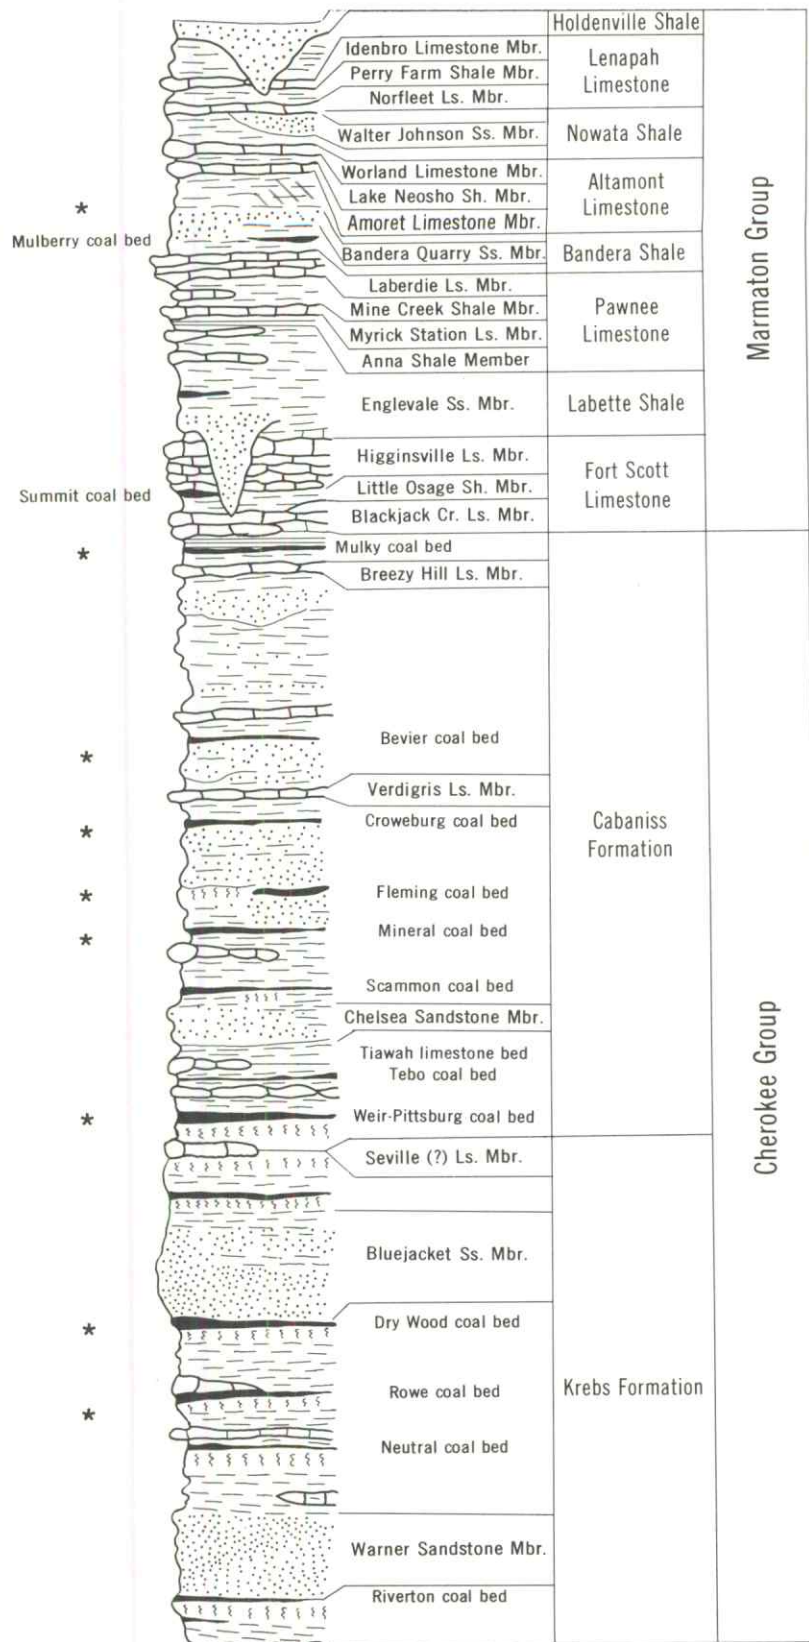 Holdenville Shale
Idenbro Limestone Mbr.
Perry Farm Shale Mbr.
Norfleet Ls. Mbr.
Lenapah
Limestone
Walter Johnson Ss. Mbr.
Nowata Shale
Worland Limestone Mbr.
Lake Neosho Sh. Mbr.
Amoret Limestone Mbr.
Altamont
Limestone
*
Mulberry coal bed
Bandera Quarry Ss. Mbr.
Bandera Shale
Laberdie Ls. Mbr.
Mine Creek Shale Mbr.
Myrick Station Ls. Mbr.
Anna Shale Member
Pawnee
Limestone
Englevale Ss. Mbr.
Labette Shale
Higginsville Ls. Mbr.
Little Osage Sh. Mbr.
Summit coal bed
Blackjack Cr. Ls. Mbr.
Fort Scott
Limestone
Marmaton Group
*
Mulky coal bed
Breezy Hill Ls. Mbr.
Bevier coal bed
*
Verdigris Ls. Mbr.
Croweburg coal bed
*
Cabaniss
Formation
Fleming coal bed
*
Mineral coal bed
*
Scammon coal bed
Chelsea Sandstone Mbr.
Tiawah limestone bed
Tebo coal bed
Weir-Pittsburg coal bed
*
Seville (?) Ls. Mbr.
Bluejacket Ss. Mbr.
Dry Wood coal bed
*
Rowe coal bed
*
Krebs Formation
Neutral coal bed
Warner Sandstone Mbr.
Riverton coal bed
Cherokee Group